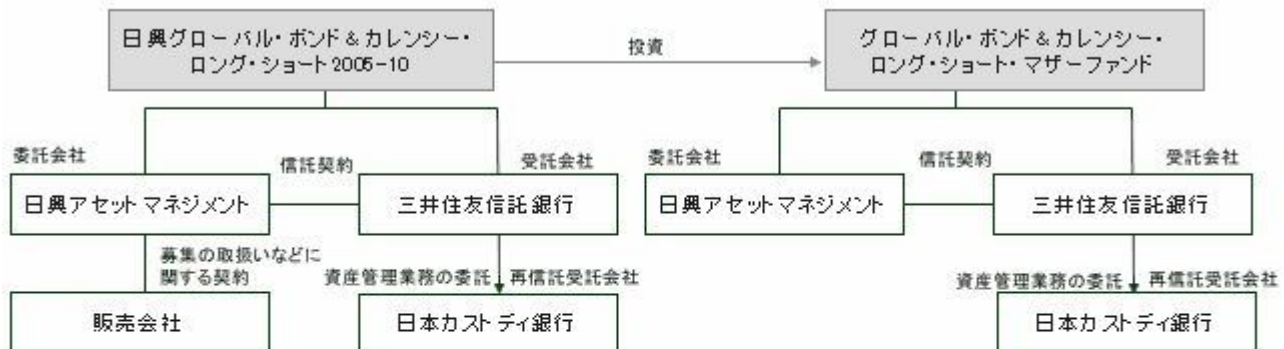 日興グローバル・ボンド＆カレンシー・
ロング・ショート2005-10
投資
グローバル・ボンド＆カレンシー・
ロング・ショート・マザーファンド
委託会社
信託契約
受託会社
日興アセットマネジメント
三井住友信託銀行
募集の取扱いなどに
関する契約
資産管理業務の委託
再信託受託会社
販売会社
日本カストディ銀行
委託会社
信託契約
受託会社
日興アセットマネジメント
三井住友信託銀行
資産管理業務の委託
再信託受託会社
日本カストディ銀行